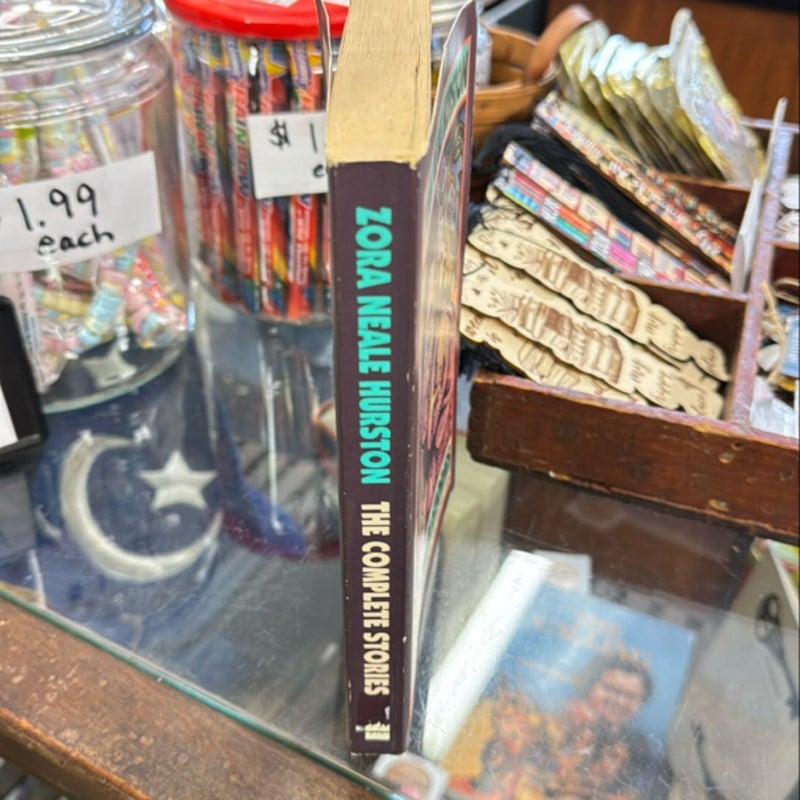 1.99
each
$ 1
ZORA NEALE HURSTON THE COMPLETE STORIES